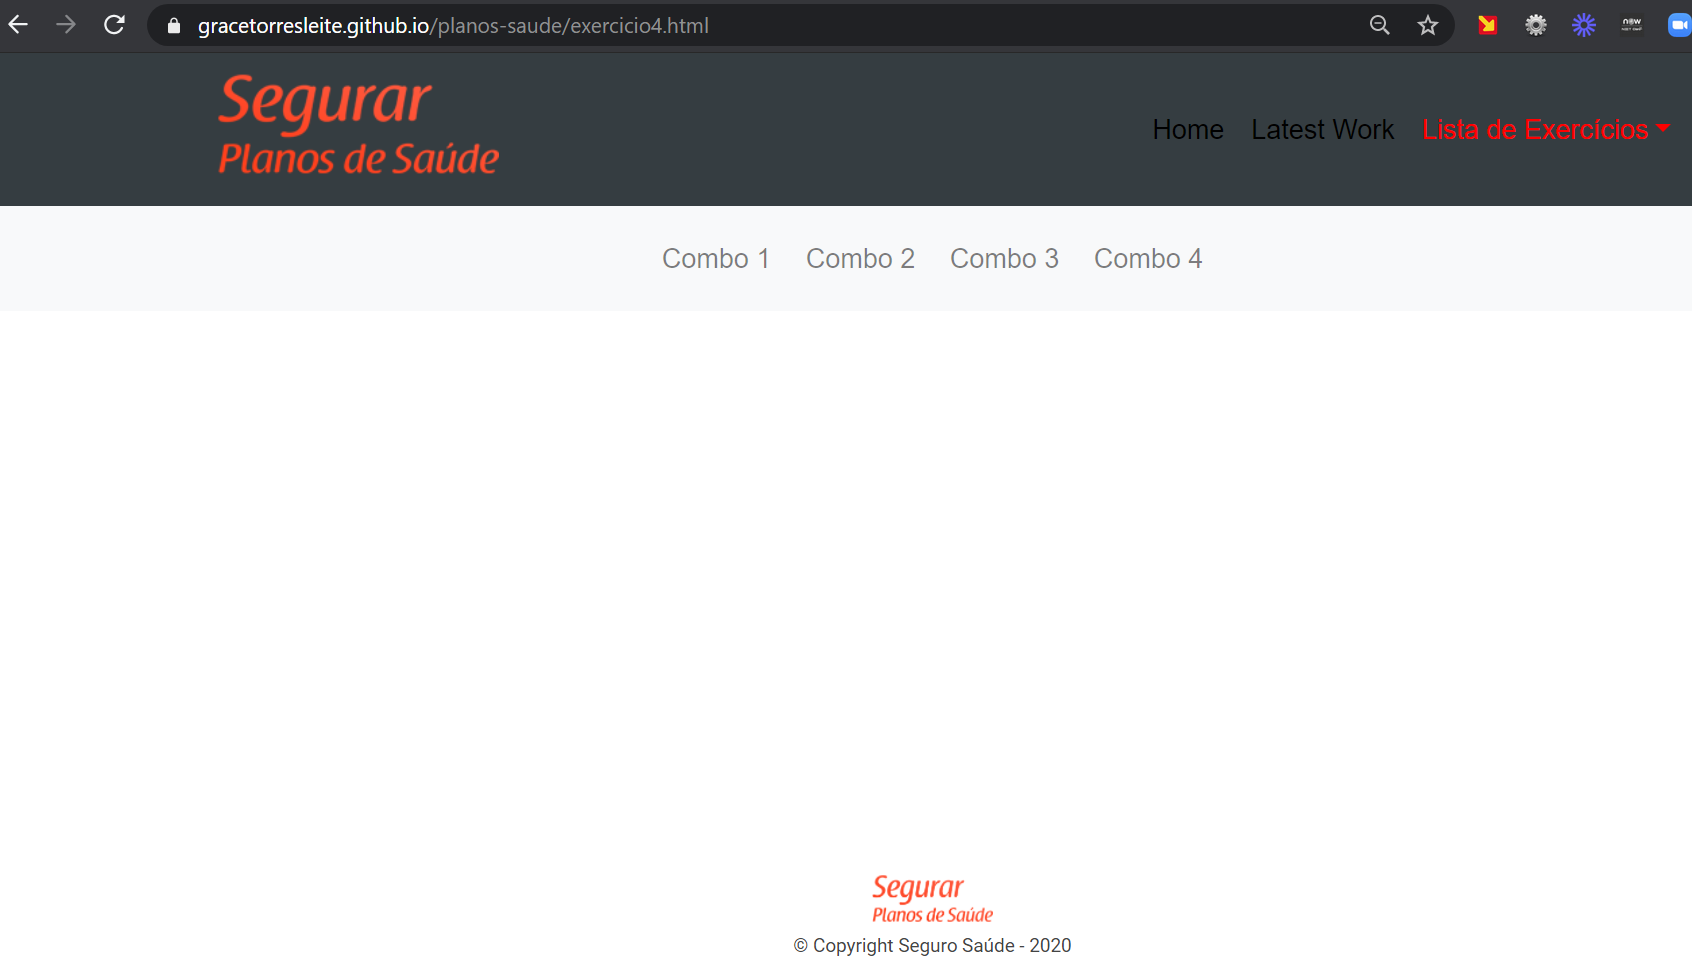 gracetorresleite.github.io/planos-saude/exercicio4.html
now
Segurar
Planos de Saúde
Home Latest Work Lista de Exercícios
Combo 1 Combo 2 Combo 3 Combo 4
Segurar
Planos de Saúde
© Copyright Seguro Saúde - 2020